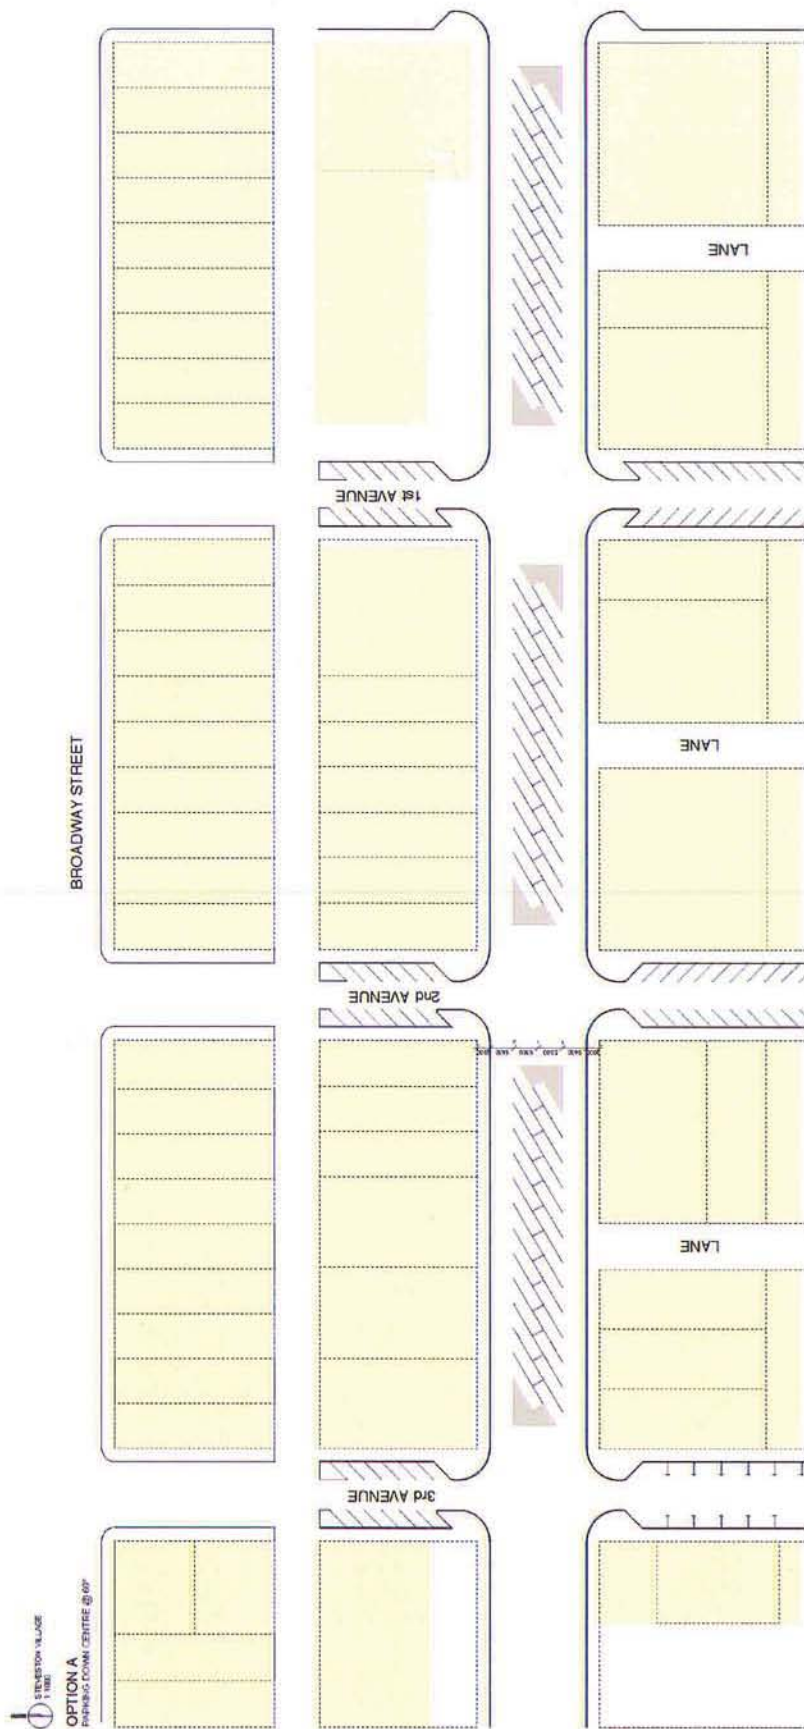 STEVESTON VILLAGE
OPTION A
PARKING DOWN CENTRE @ 60°
BROADWAY STREET
3rd AVENUE
2nd AVENUE
1st AVENUE
LANE
LANE
LANE